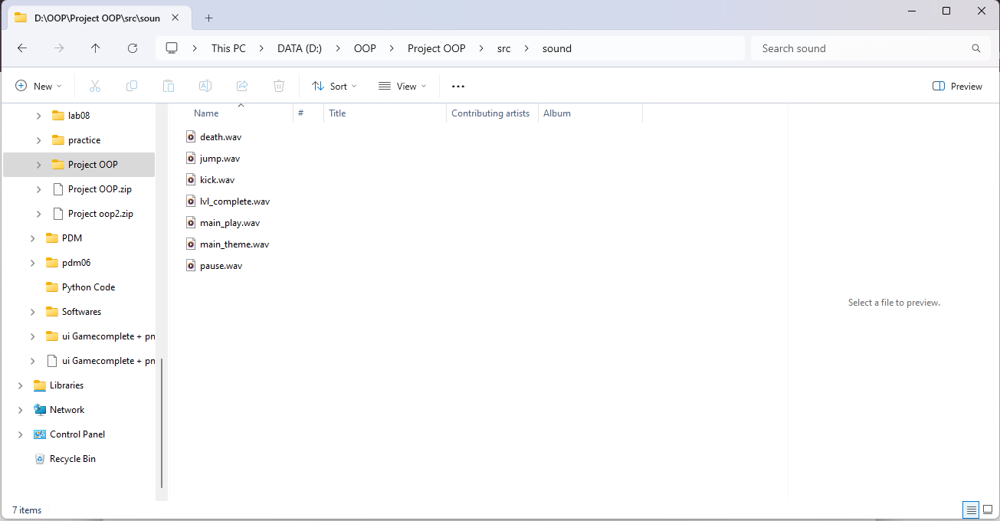 D:\OOP\Project OOP\src\soun
This PC > DATA (D:) > OOP > Project OOP > src > sound
Search sound
New
Sort
View
Preview
lab08
practice
Project OOP
Project OOP.zip
Project oop2.zip
PDM
pdm06
Python Code
Softwares
ui Gamecomplete + pn
ui Gamecomplete + pn
Libraries
Network
Control Panel
Recycle Bin
Name # Title Contributing artists Album
death.wav
jump.wav
kick.wav
lvl_complete.wav
main_play.wav
main_theme.wav
pause.wav
Select a file to preview.
7 items